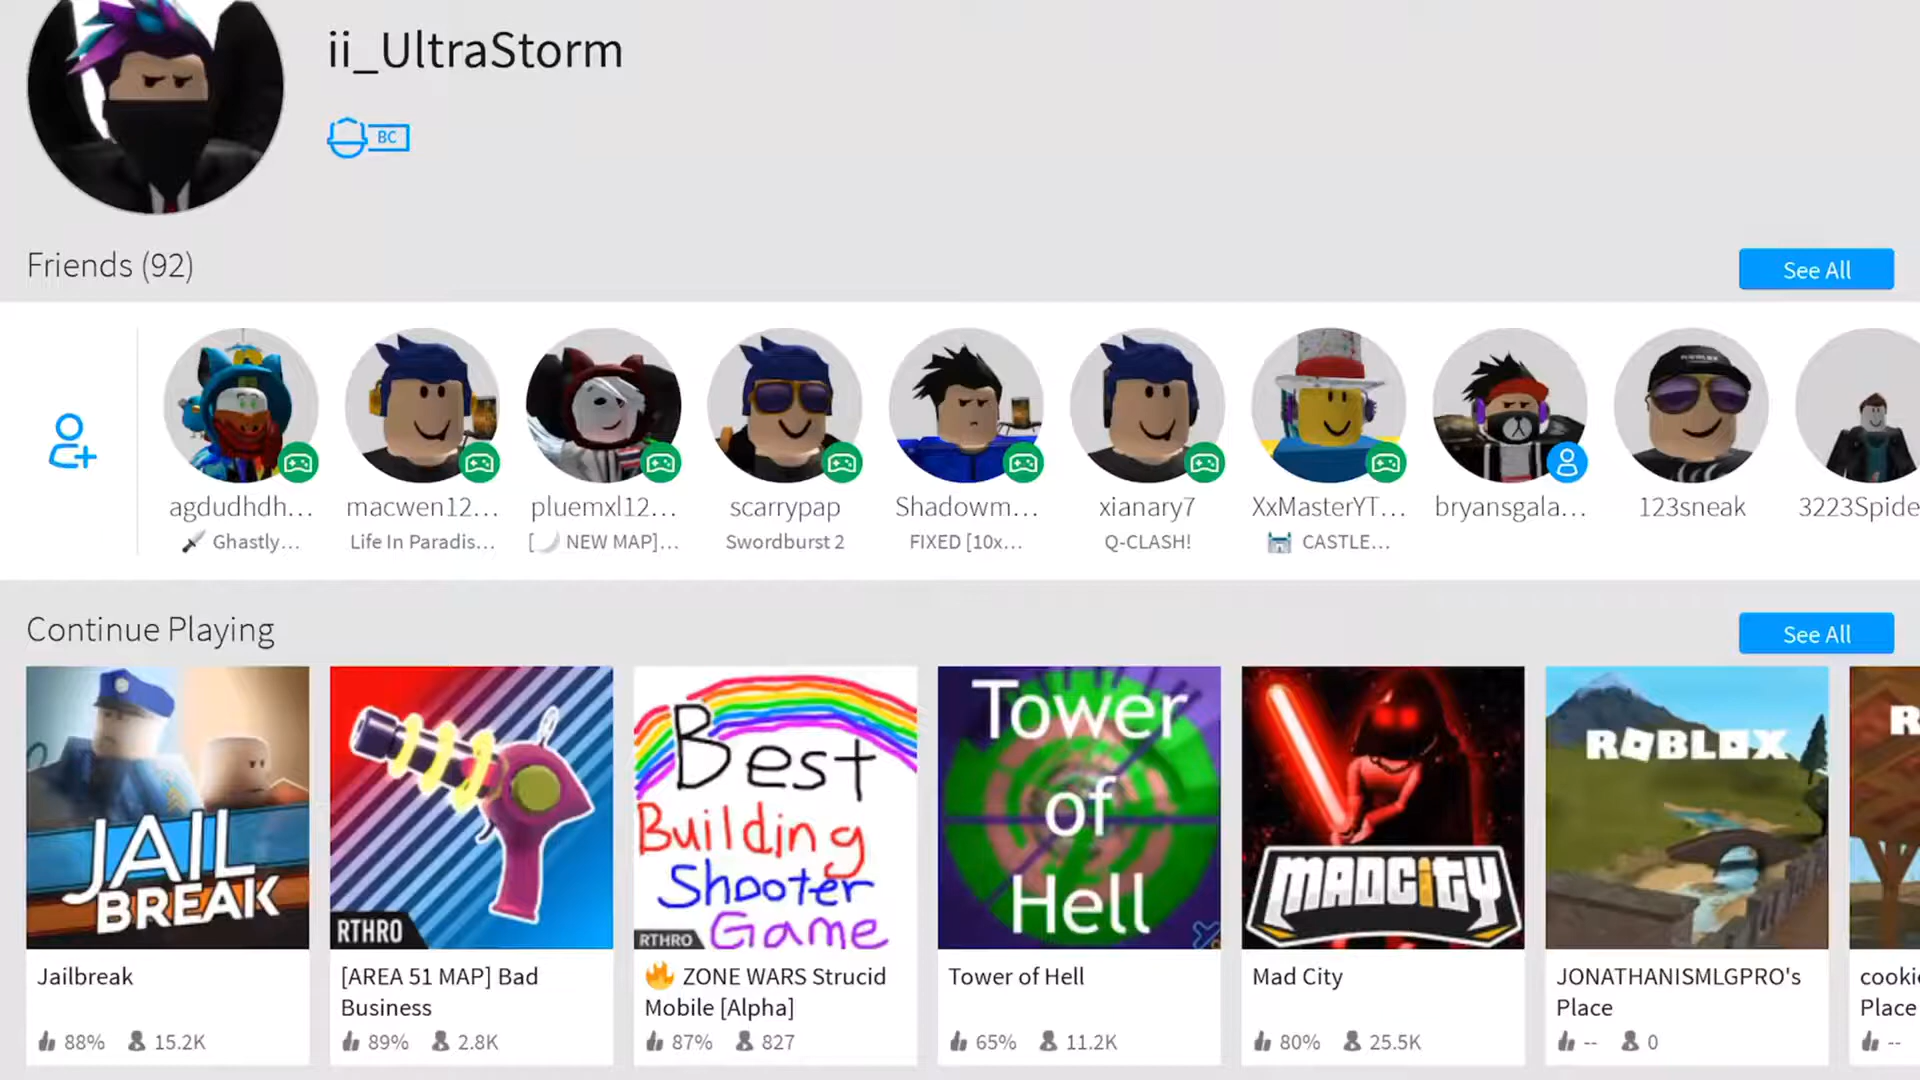 ii_UltraStorm
BC
Friends (92)
See All
agdudhdh...
macwen12...
pluemxl12...
scarrypap
Shadowm...
xianary7
XxMasterYT...
bryansgala...
123sneak
3223Spide
Ghastly...
Life In Paradis...
[🌙 NEW MAP]...
Swordburst 2
FIXED [10x...
Q-CLASH!
CASTLE...
ROBLOX
Continue Playing
See All
JAIL
BREAK
RTHRO
Best
Building
Shooter
Game
RTHRO
Tower
of
Hell
MADCITY
ROBLOX
R
Jailbreak
[AREA 51 MAP] Bad
Business
🔥 ZONE WARS Strucid
Mobile [Alpha]
Tower of Hell
Mad City
JONATHANISMLGPRO's
Place
cookie
Place
88% 15.2K
89% 2.8K
87% 827
65% 11.2K
80% 25.5K
-- 0
--